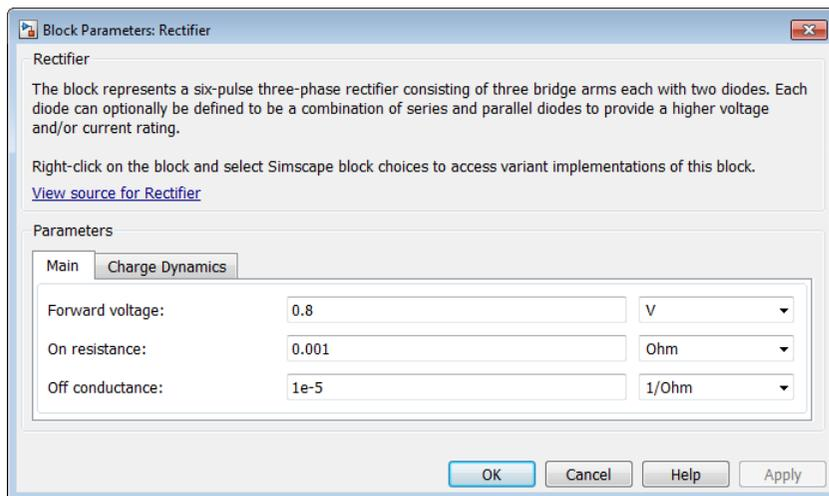 Block Parameters: Rectifier
Rectifier
The block represents a six-pulse three-phase rectifier consisting of three bridge arms each with two diodes. Each
diode can optionally be defined to be a combination of series and parallel diodes to provide a higher voltage
and/or current rating.
Right-click on the block and select Simscape block choices to access variant implementations of this block.
View source for Rectifier
Parameters
Main Charge Dynamics
Forward voltage: 0.8 V
On resistance: 0.001 Ohm
Off conductance: 1e-5 1/Ohm
OK Cancel Help Apply